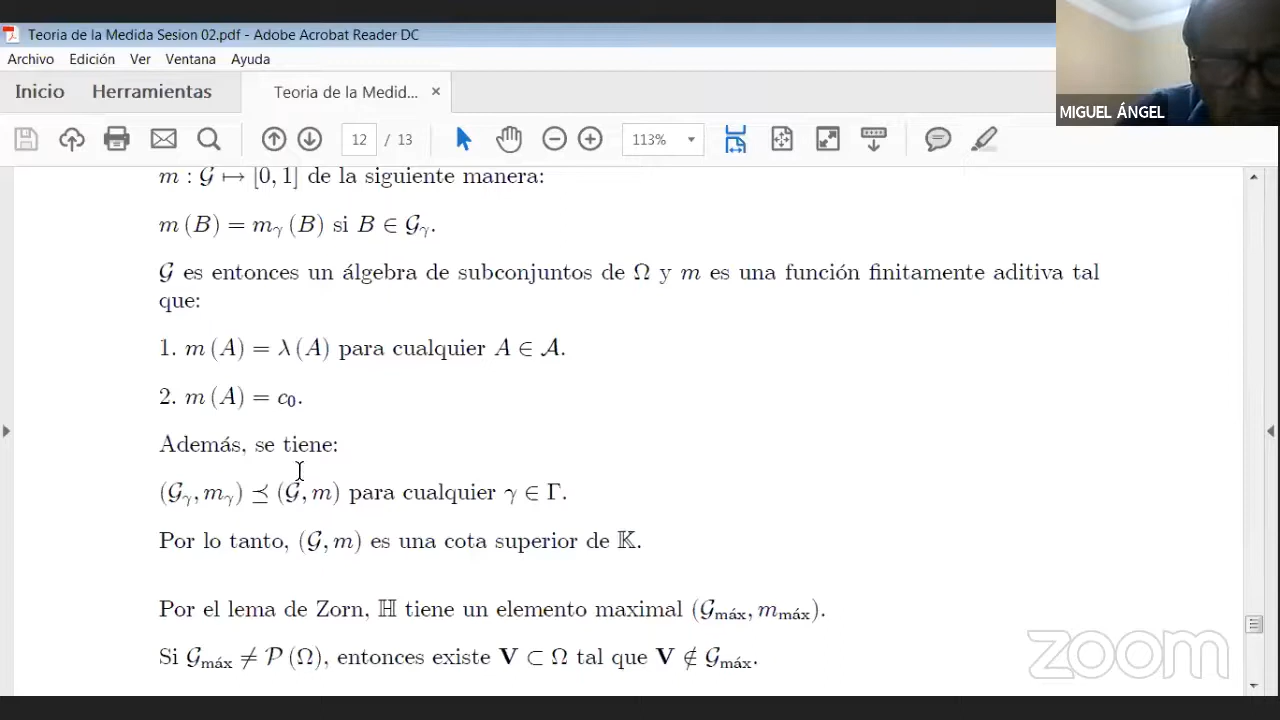 Teoria de la Medida Sesion 02.pdf - Adobe Acrobat Reader DC
Archivo Edición Ver Ventana Ayuda
Inicio Herramientas Teoria de la Medid... ×
12 / 13 113%
MIGUEL ÁNGEL
m : 𝒢 ↦ [0, 1] de la siguiente manera:
m (B) = m_γ (B) si B ∈ 𝒢_γ.
𝒢 es entonces un álgebra de subconjuntos de Ω y m es una función finitamente aditiva tal
que:
1. m (A) = λ (A) para cualquier A ∈ 𝒜.
2. m (A) = c₀.
Además, se tiene:
(𝒢_γ, m_γ) ⪯ (𝒢, m) para cualquier γ ∈ Γ.
Por lo tanto, (𝒢, m) es una cota superior de 𝕂.
Por el lema de Zorn, ℍ tiene un elemento maximal (𝒢_máx, m_máx).
Si 𝒢_máx ≠ 𝒫 (Ω), entonces existe 𝐕 ⊂ Ω tal que 𝐕 ∉ 𝒢_máx.
zoom